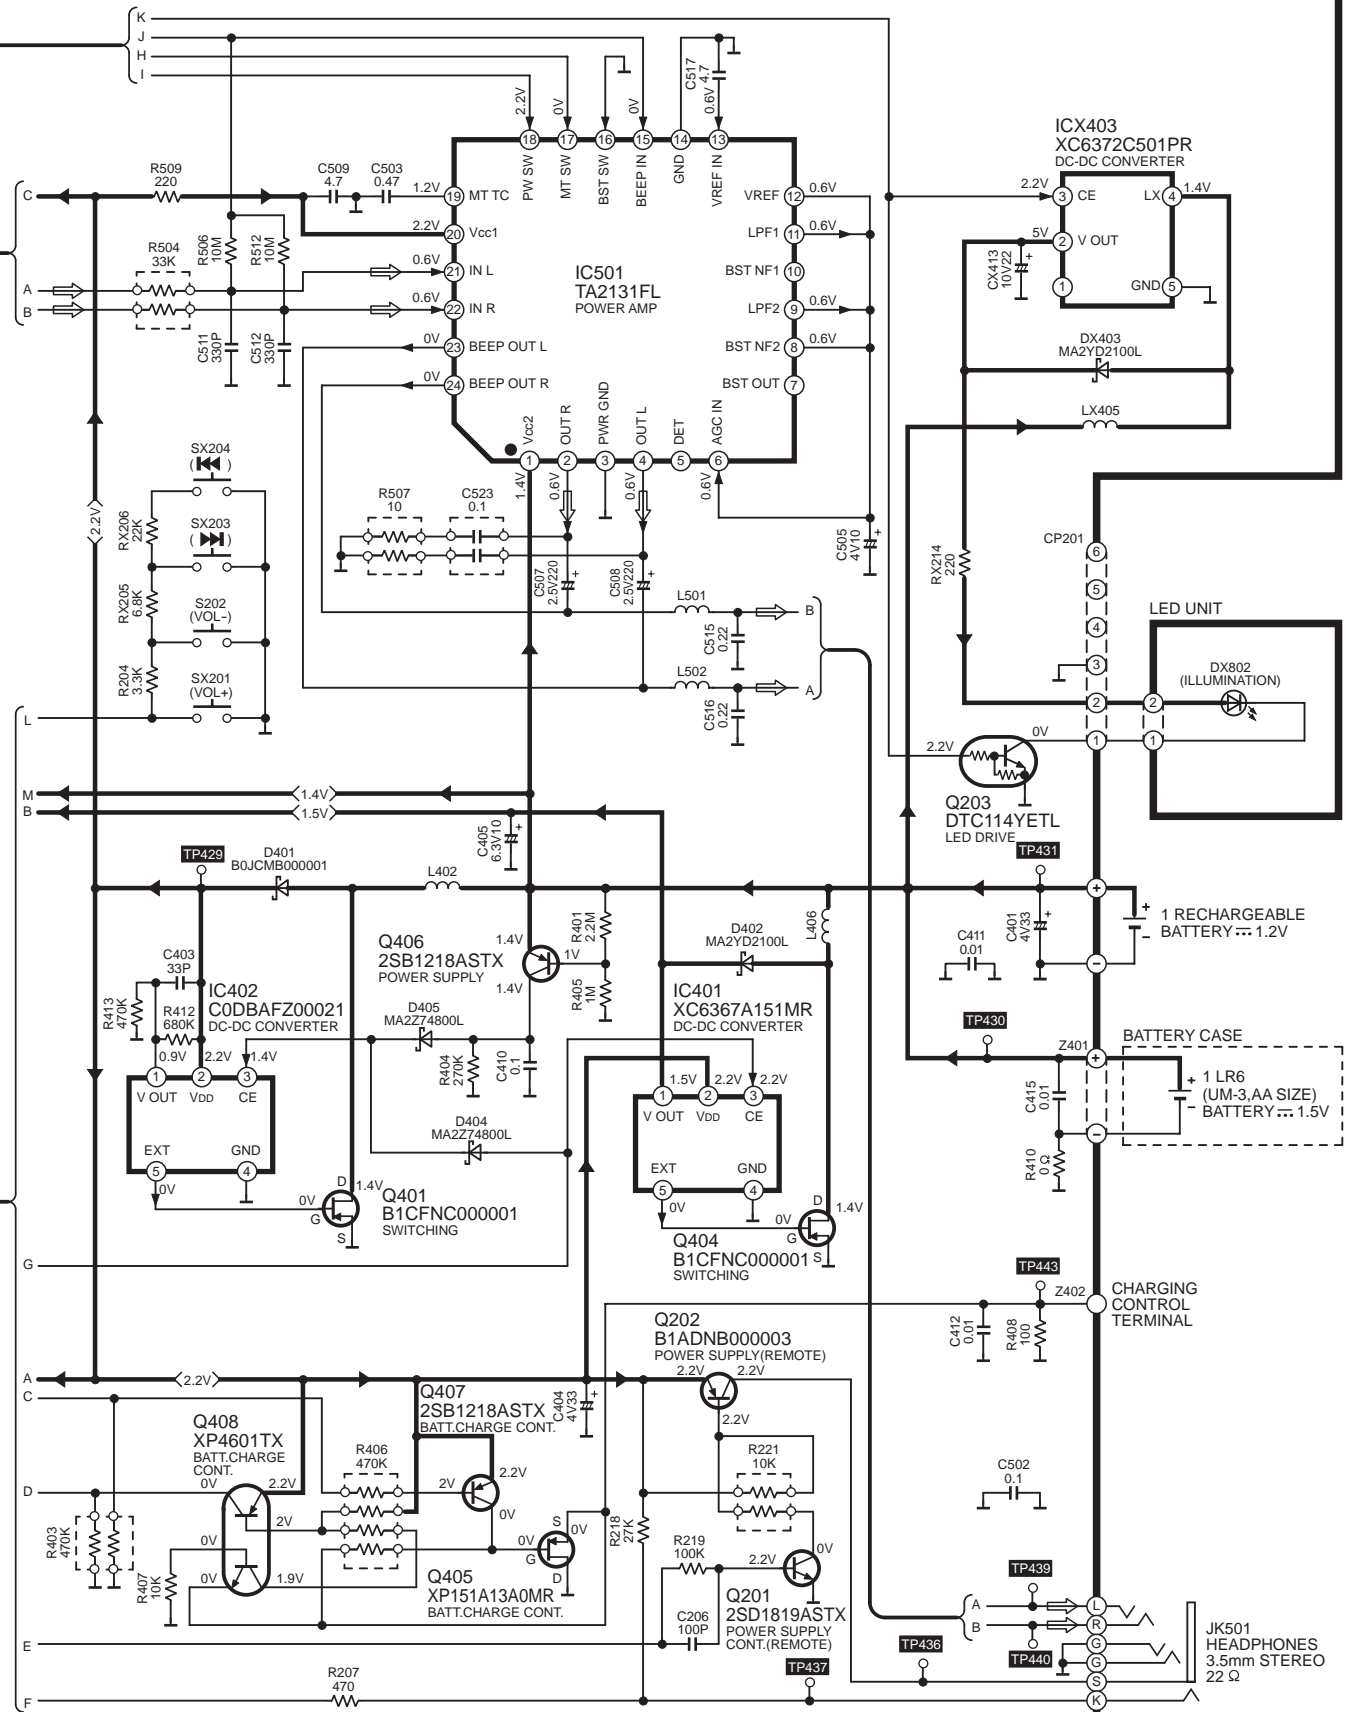 K
J
H
I
2.2V
0V
0V
C517
4.7
0.6V
18
17
16
15
14
13
PW SW
MT SW
BST SW
BEEP IN
GND
VREF IN
ICX403
XC6372C501PR
DC-DC CONVERTER
2.2V
3
CE
LX
4
1.4V
5V
2
V OUT
CX413
10V22
1
GND
5
DX403
MA2YD2100L
LX405
C
R509
220
C509
4.7
C503
0.47
1.2V
19
MT TC
2.2V
20
Vcc1
R504
33K
R506
10M
R512
10M
0.6V
21
IN L
0.6V
22
IN R
A
B
C511
330P
C512
330P
0V
23
BEEP OUT L
0V
24
BEEP OUT R
IC501
TA2131FL
POWER AMP
VREF
12
0.6V
LPF1
11
0.6V
BST NF1
10
LPF2
9
0.6V
BST NF2
8
0.6V
BST OUT
7
Vcc2
OUT R
PWR GND
OUT L
DET
AGC IN
1
2
3
4
5
6
1.4V
0.6V
0.6V
0.6V
SX204
( )
SX203
( )
S202
(VOL-)
SX201
(VOL+)
RX206
22K
RX205
6.8K
R204
3.3K
2.2V
R507
10
C523
0.1
C507
2.5V220
C508
2.5V220
C505
4V10
L501
B
C515
0.22
L502
A
C516
0.22
RX214
220
CP201
6
5
4
3
2
1
LED UNIT
2
1
DX802
(ILLUMINATION)
2.2V
0V
Q203
DTC114YETL
LED DRIVE
L
M
1.4V
B
1.5V
C405
6.3V10
TP429
D401
B0JCMB000001
L402
TP431
C401
4V33
C411
0.01
+
-
1 RECHARGEABLE
BATTERY 1.2V
R401
2.2M
D402
MA2YD2100L
L406
Q406
2SB1218ASTX
POWER SUPPLY
1.4V
1V
1.4V
R405
1M
C403
33P
R413
470K
R412
680K
IC402
C0DBAFZ00021
DC-DC CONVERTER
0.9V
2.2V
1.4V
1
2
3
V OUT
VDD
CE
EXT
GND
5
4
0V
D405
MA2Z74800L
R404
270K
C410
0.1
D404
MA2Z74800L
IC401
XC6367A151MR
DC-DC CONVERTER
1.5V
2.2V
2.2V
1
2
3
V OUT
VDD
CE
EXT
GND
5
4
0V
TP430
Z401
BATTERY CASE
C415
0.01
R410
0 Ω
1 LR6
(UM-3,AA SIZE)
BATTERY 1.5V
D
1.4V
0V
G
S
Q401
B1CFNC000001
SWITCHING
D
1.4V
0V
G
S
Q404
B1CFNC000001
SWITCHING
G
TP443
Z402
CHARGING
CONTROL
TERMINAL
C412
0.01
R408
100
Q202
B1ADNB000003
POWER SUPPLY(REMOTE)
2.2V
2.2V
2.2V
A
2.2V
C
Q407
2SB1218ASTX
BATT.CHARGE CONT.
C404
4V33
Q408
XP4601TX
BATT.CHARGE
CONT.
0V
2.2V
2V
0V
0V
1.9V
R406
470K
2V
2.2V
0V
R221
10K
C502
0.1
D
R403
470K
R407
10K
0V
G
S
0V
D
Q405
XP151A13A0MR
BATT.CHARGE CONT.
R218
27K
R219
100K
2.2V
0V
Q201
2SD1819ASTX
POWER SUPPLY
CONT.(REMOTE)
C206
100P
E
F
R207
470
TP437
TP436
TP439
A
B
TP440
L
R
G
G
S
K
JK501
HEADPHONES
3.5mm STEREO
22 Ω